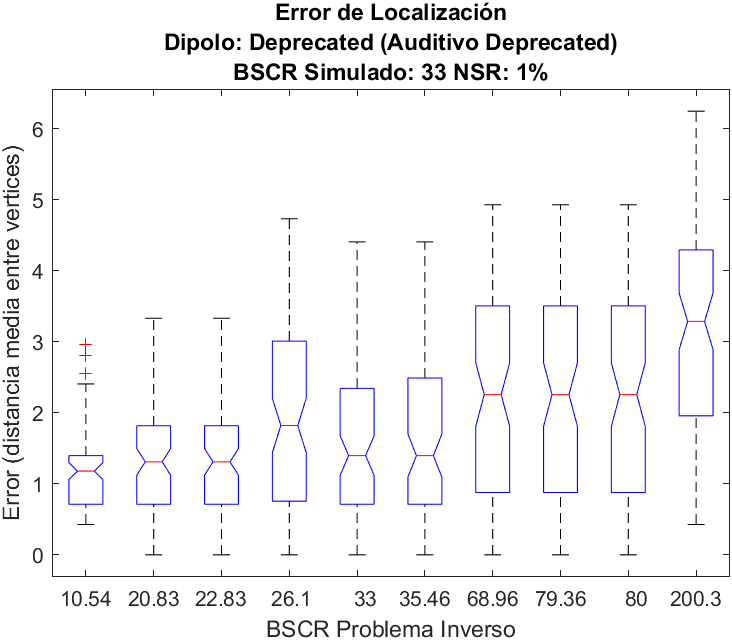 Error de Localización
Dipolo: Deprecated (Auditivo Deprecated)
BSCR Simulado: 33 NSR: 1%
Error (distancia media entre vertices)
6
5
4
3
2
1
0
10.54 20.83 22.83 26.1 33 35.46 68.96 79.36 80 200.3
BSCR Problema Inverso